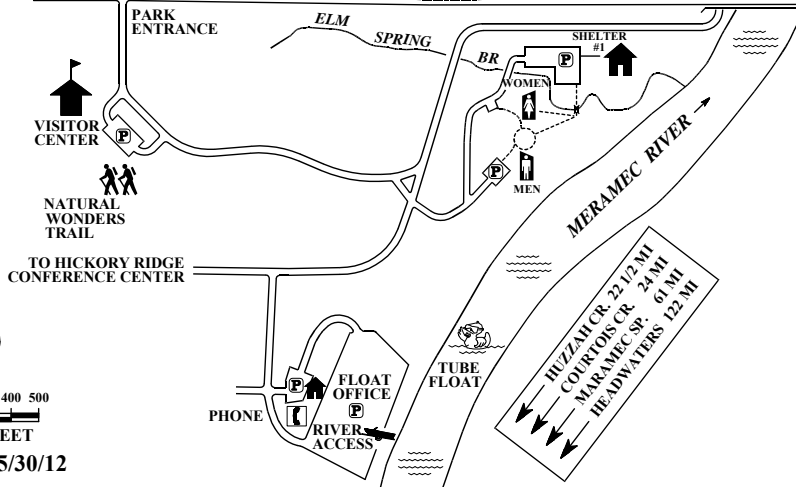 PARK
ENTRANCE
ELM
SPRING
BR
SHELTER
#1
P
WOMEN
VISITOR
CENTER
P
MERAMEC RIVER
P
MEN
NATURAL
WONDERS
TRAIL
TO HICKORY RIDGE
CONFERENCE CENTER
HUZZAH CR. 22 1/2 MI
COURTOIS CR. 24 MI
MARAMEC SP. 61 MI
HEADWATERS 122 MI
TUBE
FLOAT
P
FLOAT
OFFICE
P
PHONE
RIVER
ACCESS
400 500
EET
5/30/12